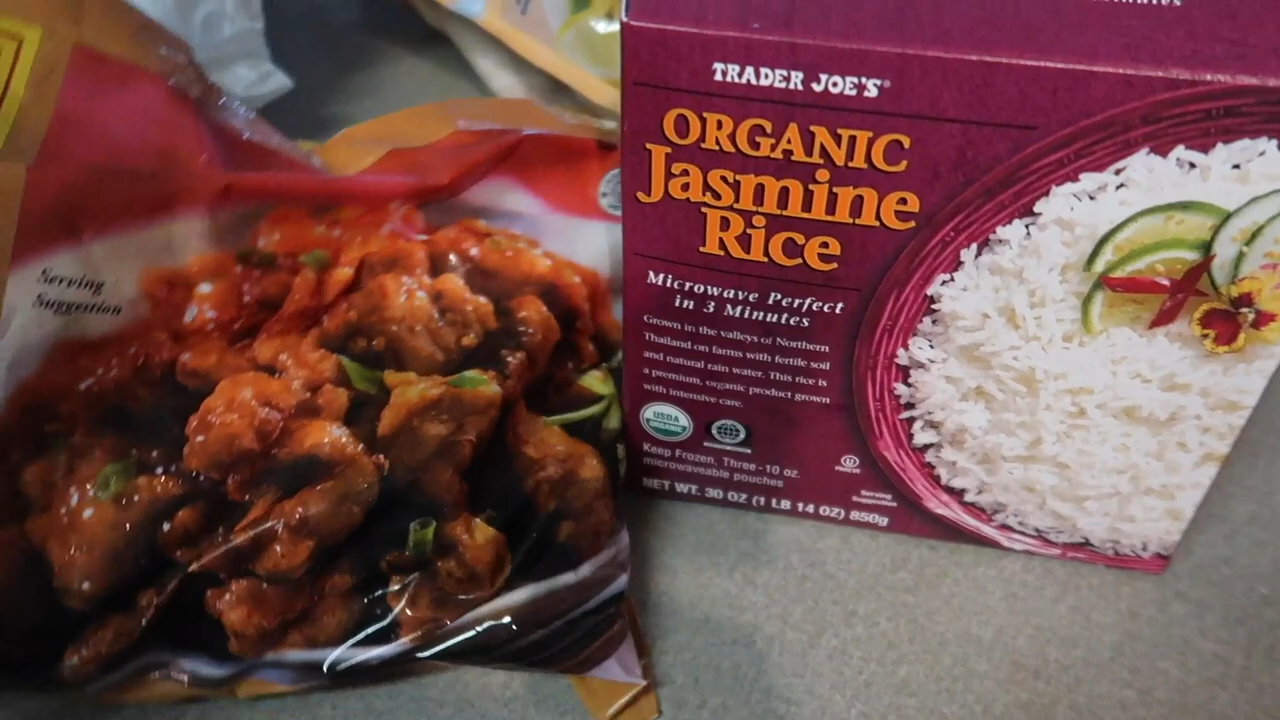 Serving
Suggestion
TRADER JOE'S®
ORGANIC
Jasmine
Rice
Microwave Perfect
in 3 Minutes
Grown in the valleys of Northern
Thailand on farms with fertile soil
and natural rain water. This rice is
a premium, organic product grown
with intensive care.
USDA
ORGANIC
U
PAREVE
Keep Frozen. Three - 10 oz.
microwaveable pouches
Serving
Suggestion
NET WT. 30 OZ (1 LB 14 OZ) 850g